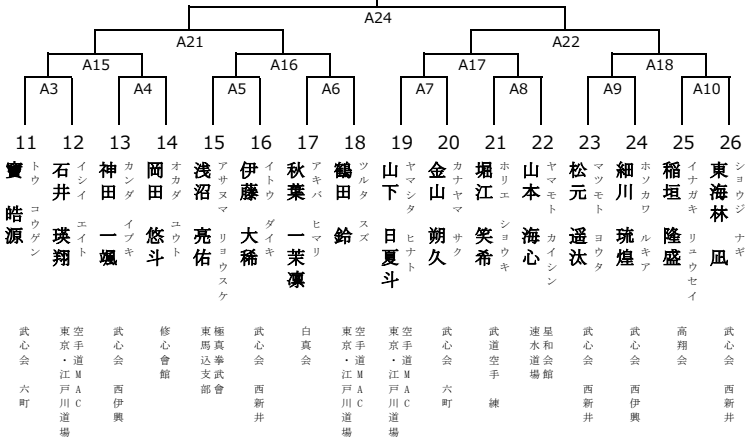 A24
A21
A22
A15
A16
A17
A18
A3
A4
A5
A6
A7
A8
A9
A10
11
12
13
14
15
16
17
18
19
20
21
22
23
24
25
26
寶 皓源
トウ コウゲン
石井 瑛翔
イシイ エイト
神田 一颯
カンダ イブキ
岡田 悠斗
オカダ ユウト
浅沼 亮佑
アサヌマ リョウスケ
伊藤 大稀
イトウ ダイキ
秋葉 一茉凛
アキバ ヒマリ
鶴田 鈴
ツルタ スズ
山下 日夏斗
ヤマシタ ヒナト
金山 朔久
カナヤマ サク
堀江 笑希
ホリエ ショウキ
山本 海心
ヤマモト カイシン
松元 遥汰
マツモト ヨウタ
細川 琉煌
ホソカワ ルキア
稲垣 隆盛
イナガキ リュウセイ
東海林 凪
ショウジ ナギ
武心会 六町
空手道MAC
東京・江戸川道場
武心会 西伊興
修心會館
極真拳武會
東馬込支部
武心会 西新井
白真会
空手道MAC
東京・江戸川道場
空手道MAC
東京・江戸川道場
武心会 六町
武道空手 練
星和会館
速水道場
武心会 西新井
武心会 西伊興
高翔会
武心会 西新井